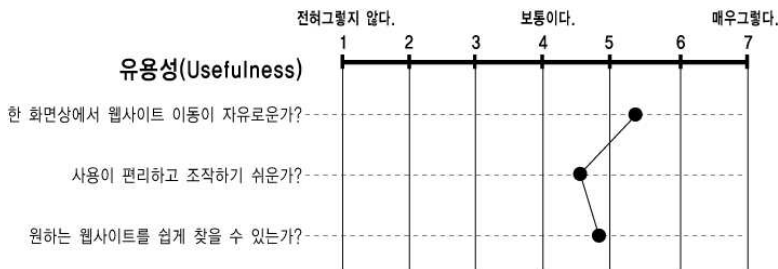 전혀그렇지 않다. 보통이다. 매우그렇다.
1 2 3 4 5 6 7
유용성(Usefulness)
한 화면상에서 웹사이트 이동이 자유로운가?
사용이 편리하고 조작하기 쉬운가?
원하는 웹사이트를 쉽게 찾을 수 있는가?